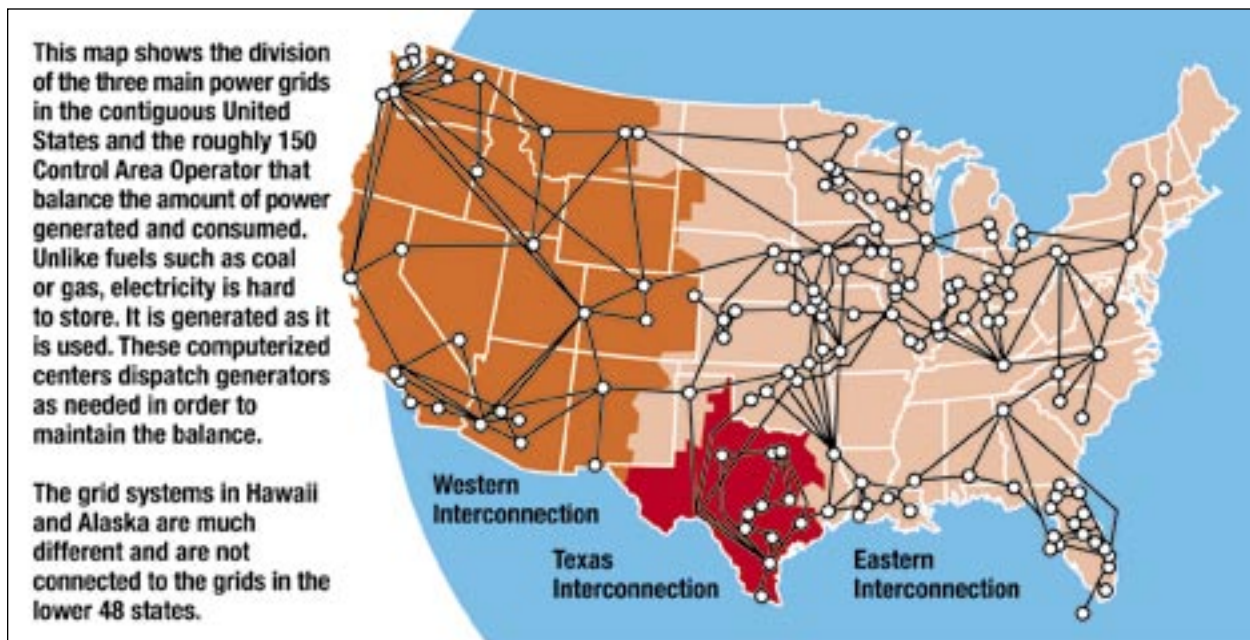 This map shows the division
of the three main power grids
in the contiguous United
States and the roughly 150
Control Area Operator that
balance the amount of power
generated and consumed.
Unlike fuels such as coal
or gas, electricity is hard
to store. It is generated as it
is used. These computerized
centers dispatch generators
as needed in order to
maintain the balance.
The grid systems in Hawaii
and Alaska are much
different and are not
connected to the grids in the
lower 48 states.
Western
Interconnection
Texas
Interconnection
Eastern
Interconnection